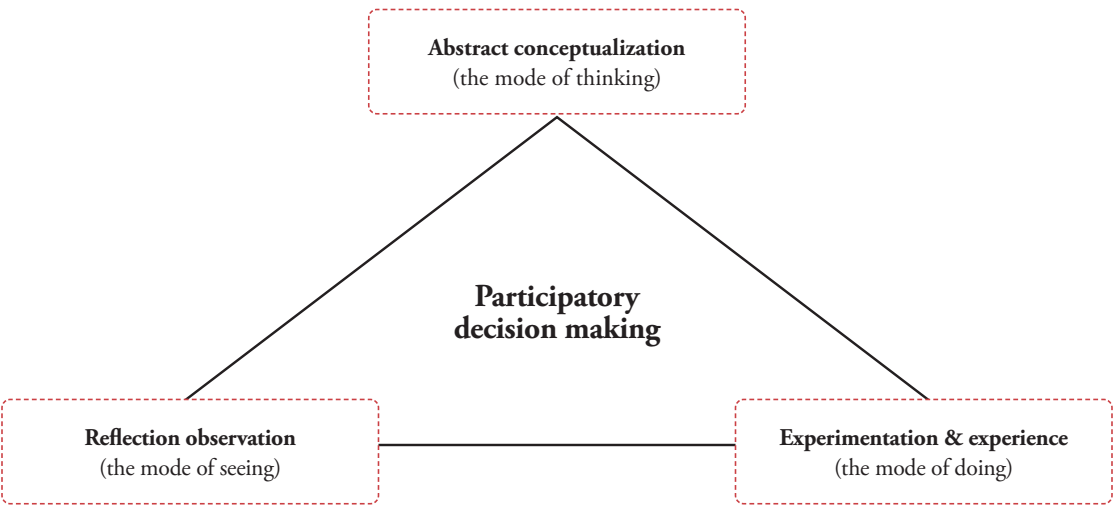 Abstract conceptualization
(the mode of thinking)
Participatory
decision making
Reflection observation
(the mode of seeing)
Experimentation & experience
(the mode of doing)